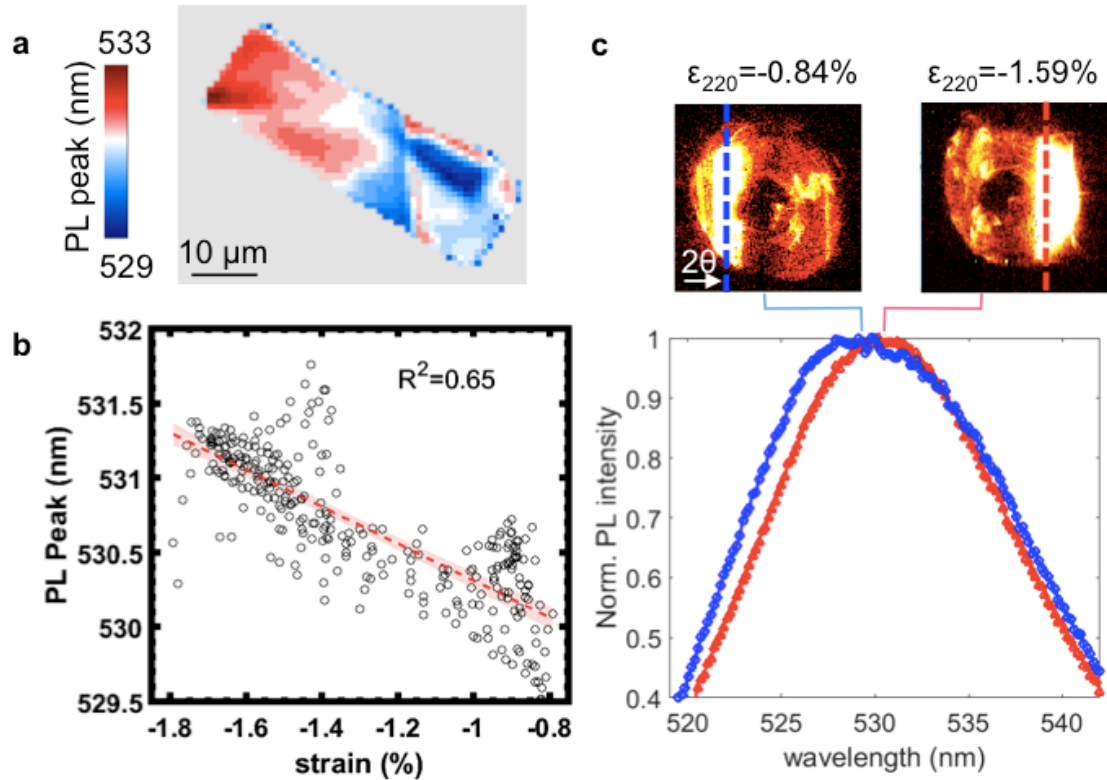 a
533
PL peak (nm)
529
10 μm
b
532
531.5
531
530.5
530
529.5
PL Peak (nm)
R²=0.65
-1.8 -1.6 -1.4 -1.2 -1 -0.8
strain (%)
c
ε₂₂₀=-0.84% ε₂₂₀=-1.59%
2θ
1
0.9
0.8
0.7
0.6
0.5
0.4
Norm. PL intensity
520 525 530 535 540
wavelength (nm)